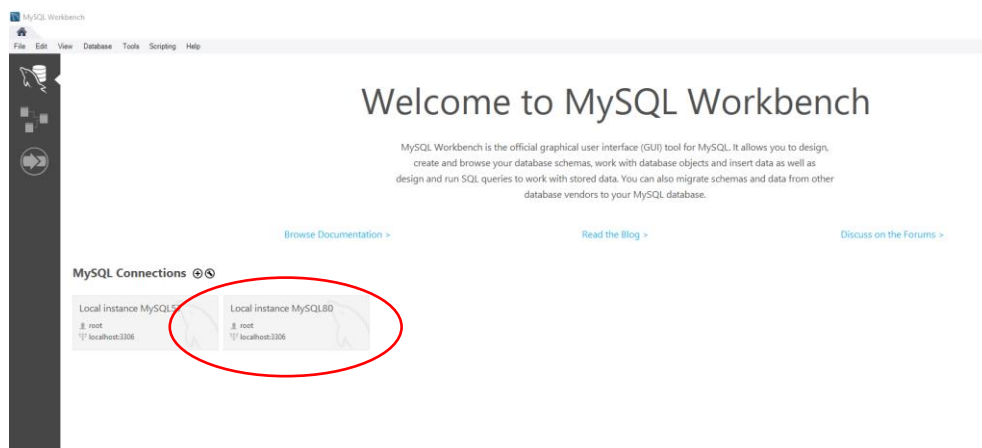 MySQL Workbench
File Edit View Database Tools Scripting Help
Welcome to MySQL Workbench
MySQL Workbench is the official graphical user interface (GUI) tool for MySQL. It allows you to design,
create and browse your database schemas, work with database objects and insert data as well as
design and run SQL queries to work with stored data. You can also migrate schemas and data from other
database vendors to your MySQL database.
Browse Documentation > Read the Blog > Discuss on the Forums >
MySQL Connections
Local instance MySQL57 Local instance MySQL80
root root
localhost:3306 localhost:3306